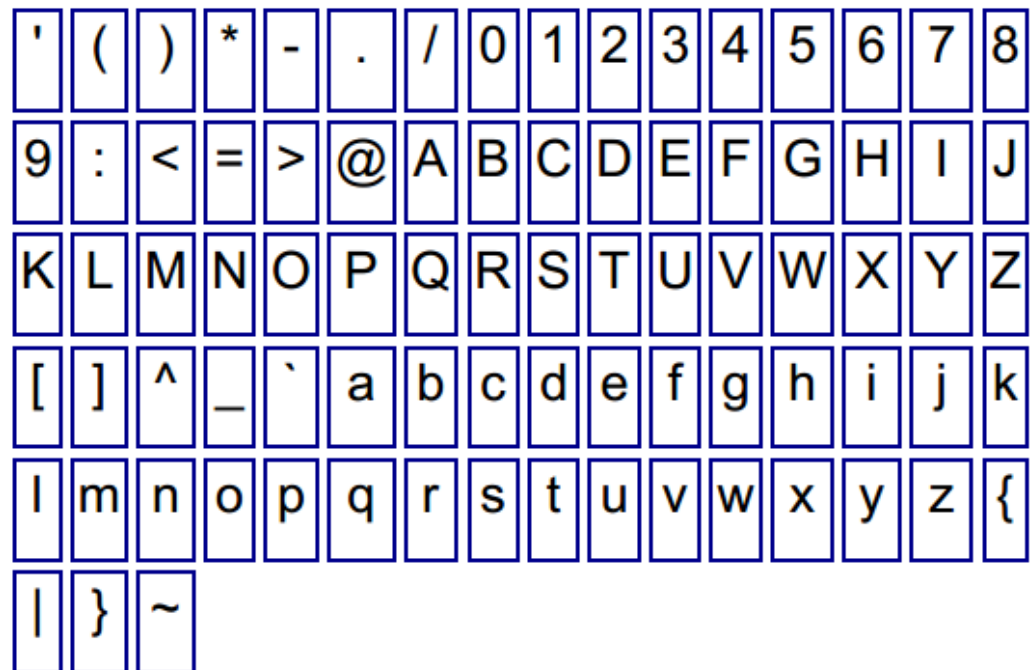 ' ( ) * - . / 0 1 2 3 4 5 6 7 8
9 : < = > @ A B C D E F G H I J
K L M N O P Q R S T U V W X Y Z
[ ] ^ _ ` a b c d e f g h i j k
l m n o p q r s t u v w x y z {
| } ~